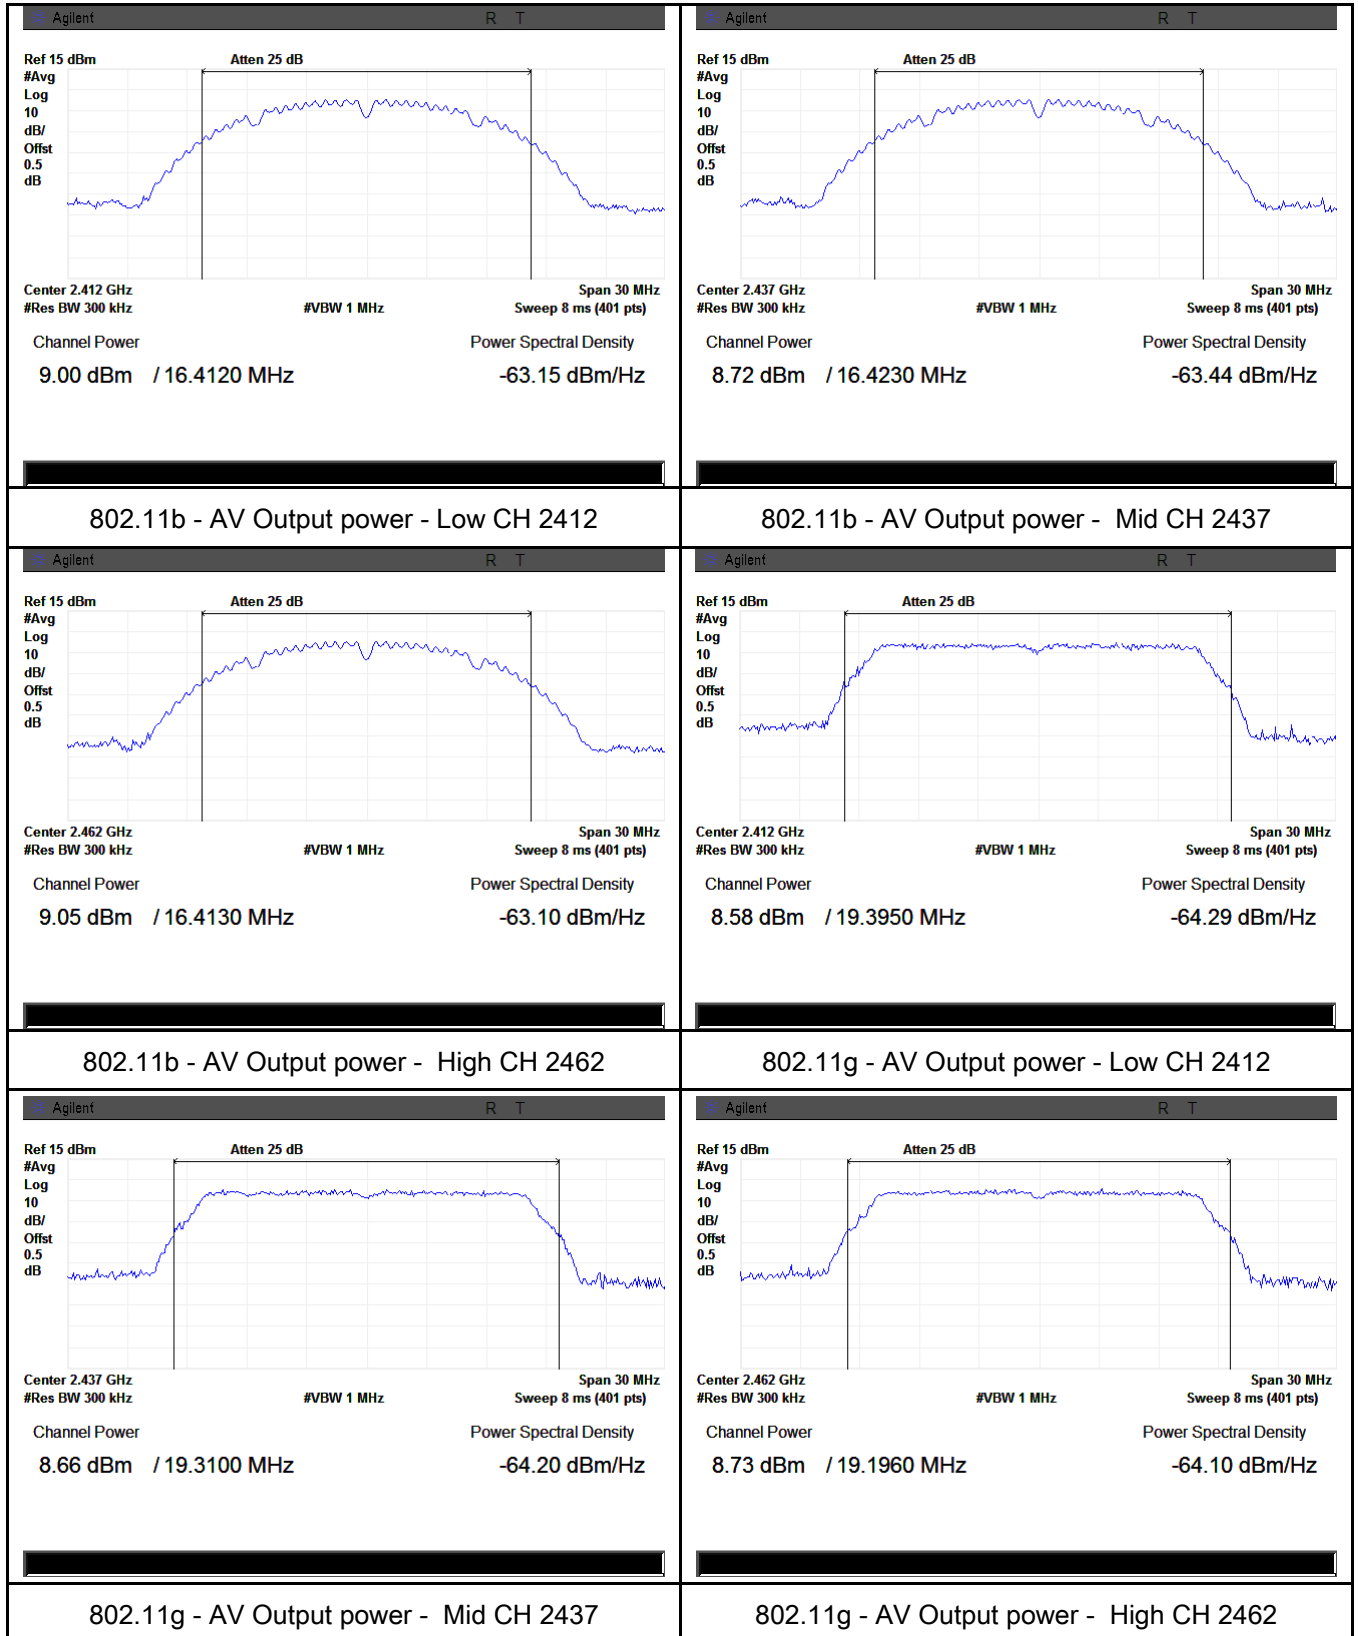 Agilent R T
Ref 15 dBm Atten 25 dB
#Avg
Log
10
dB/
Offst
0.5
dB
Center 2.412 GHz Span 30 MHz
#Res BW 300 kHz #VBW 1 MHz Sweep 8 ms (401 pts)
Channel Power Power Spectral Density
9.00 dBm / 16.4120 MHz -63.15 dBm/Hz
802.11b - AV Output power - Low CH 2412
Agilent R T
Ref 15 dBm Atten 25 dB
#Avg
Log
10
dB/
Offst
0.5
dB
Center 2.437 GHz Span 30 MHz
#Res BW 300 kHz #VBW 1 MHz Sweep 8 ms (401 pts)
Channel Power Power Spectral Density
8.72 dBm / 16.4230 MHz -63.44 dBm/Hz
802.11b - AV Output power - Mid CH 2437
Agilent R T
Ref 15 dBm Atten 25 dB
#Avg
Log
10
dB/
Offst
0.5
dB
Center 2.462 GHz Span 30 MHz
#Res BW 300 kHz #VBW 1 MHz Sweep 8 ms (401 pts)
Channel Power Power Spectral Density
9.05 dBm / 16.4130 MHz -63.10 dBm/Hz
802.11b - AV Output power - High CH 2462
Agilent R T
Ref 15 dBm Atten 25 dB
#Avg
Log
10
dB/
Offst
0.5
dB
Center 2.412 GHz Span 30 MHz
#Res BW 300 kHz #VBW 1 MHz Sweep 8 ms (401 pts)
Channel Power Power Spectral Density
8.58 dBm / 19.3950 MHz -64.29 dBm/Hz
802.11g - AV Output power - Low CH 2412
Agilent R T
Ref 15 dBm Atten 25 dB
#Avg
Log
10
dB/
Offst
0.5
dB
Center 2.437 GHz Span 30 MHz
#Res BW 300 kHz #VBW 1 MHz Sweep 8 ms (401 pts)
Channel Power Power Spectral Density
8.66 dBm / 19.3100 MHz -64.20 dBm/Hz
802.11g - AV Output power - Mid CH 2437
Agilent R T
Ref 15 dBm Atten 25 dB
#Avg
Log
10
dB/
Offst
0.5
dB
Center 2.462 GHz Span 30 MHz
#Res BW 300 kHz #VBW 1 MHz Sweep 8 ms (401 pts)
Channel Power Power Spectral Density
8.73 dBm / 19.1960 MHz -64.10 dBm/Hz
802.11g - AV Output power - High CH 2462